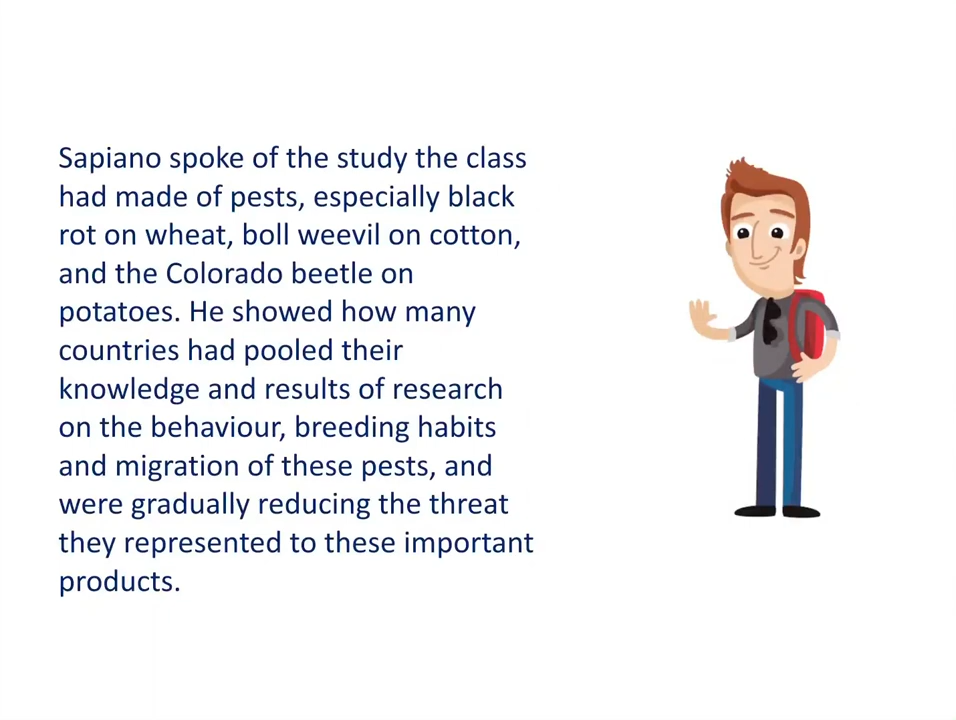 Sapiano spoke of the study the class
had made of pests, especially black
rot on wheat, boll weevil on cotton,
and the Colorado beetle on
potatoes. He showed how many
countries had pooled their
knowledge and results of research
on the behaviour, breeding habits
and migration of these pests, and
were gradually reducing the threat
they represented to these important
products.